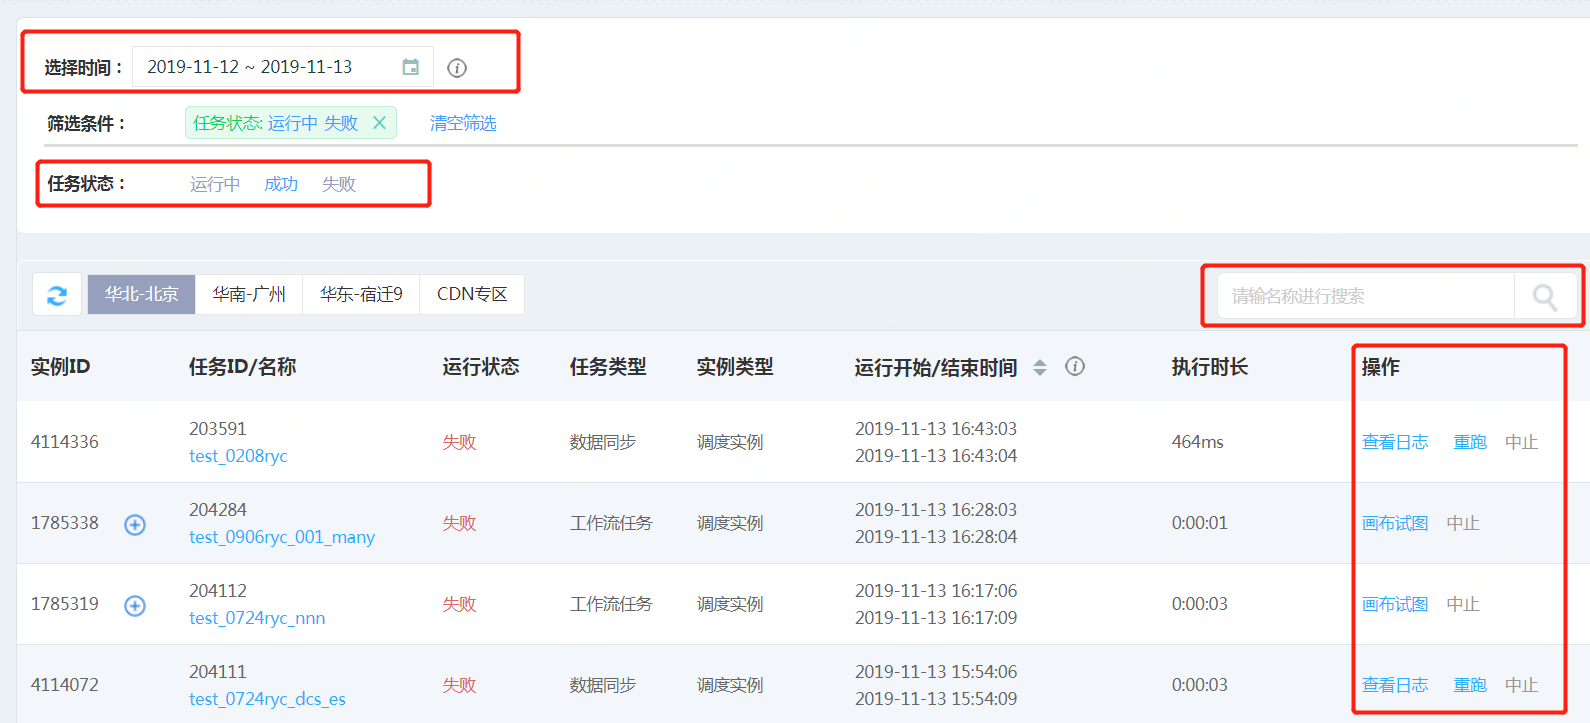 选择时间： 2019-11-12 ~ 2019-11-13
筛选条件： 任务状态: 运行中 失败 清空筛选
任务状态： 运行中 成功 失败
华北-北京 华南-广州 华东-宿迁9 CDN专区 请输名称进行搜索
实例ID 任务ID/名称 运行状态 任务类型 实例类型 运行开始/结束时间 执行时长 操作
203591 2019-11-13 16:43:03
4114336 失败 数据同步 调度实例 464ms 查看日志 重跑 中止
test_0208ryc 2019-11-13 16:43:04
204284 2019-11-13 16:28:03
1785338 失败 工作流任务 调度实例 0:00:01 画布试图 中止
test_0906ryc_001_many 2019-11-13 16:28:04
204112 2019-11-13 16:17:06
1785319 失败 工作流任务 调度实例 0:00:03 画布试图 中止
test_0724ryc_nnn 2019-11-13 16:17:09
204111 2019-11-13 15:54:06
4114072 失败 数据同步 调度实例 0:00:03 查看日志 重跑 中止
test_0724ryc_dcs_es 2019-11-13 15:54:09